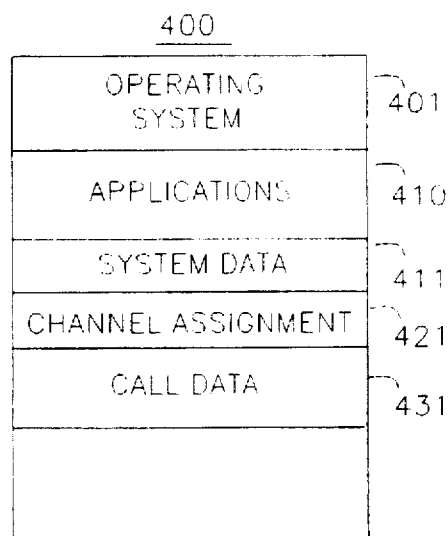 400
OPERATING
SYSTEM
401
APPLICATIONS
410
SYSTEM DATA
411
CHANNEL ASSIGNMENT
421
CALL DATA
431